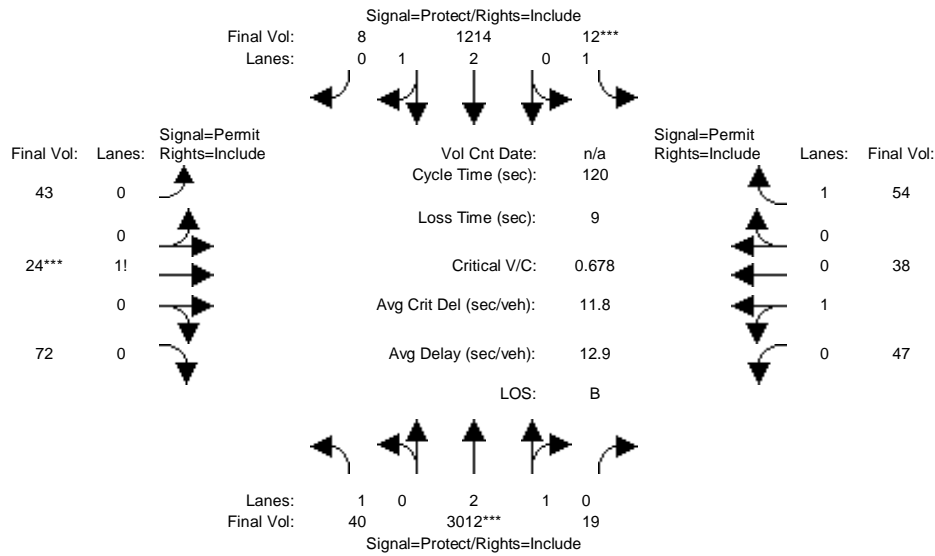 Signal=Protect/Rights=Include
Final Vol: 8 1214 12***
Lanes: 0 1 2 0 1
Signal=Permit Signal=Permit
Final Vol: Lanes: Rights=Include Vol Cnt Date: n/a Rights=Include Lanes: Final Vol:
Cycle Time (sec): 120
43 0 1 54
Loss Time (sec): 9
0 0
24*** 1! Critical V/C: 0.678 0 38
0 Avg Crit Del (sec/veh): 11.8 1
72 0 Avg Delay (sec/veh): 12.9 0 47
LOS: B
Lanes: 1 0 2 1 0
Final Vol: 40 3012*** 19
Signal=Protect/Rights=Include